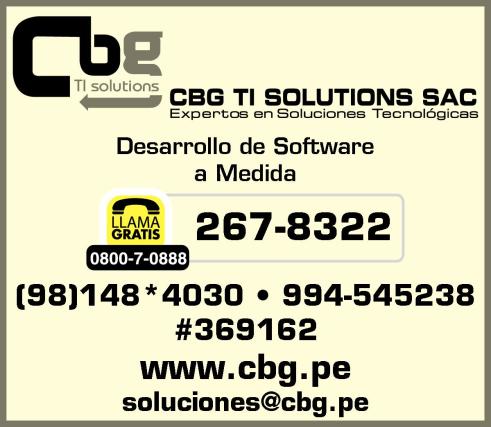 Cbg
TI solutions
CBG TI SOLUTIONS SAC
Expertos en Soluciones Tecnológicas
Desarrollo de Software
a Medida
LLAMA
GRATIS
0800-7-0888
267-8322
(98)148*4030 • 994-545238
#369162
www.cbg.pe
soluciones@cbg.pe